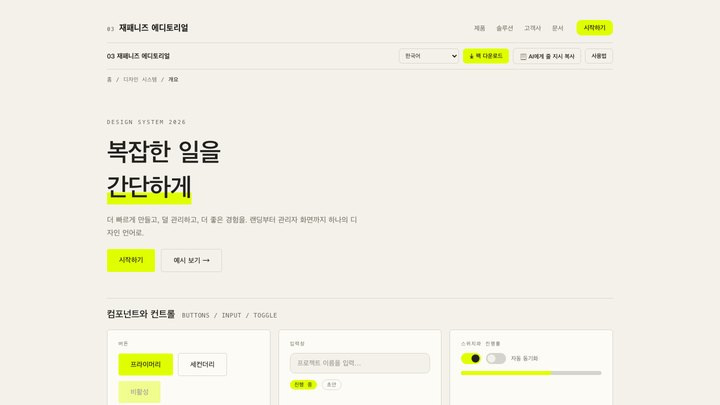 03 재패니즈 에디토리얼
제품 솔루션 고객사 문서 시작하기
03 재패니즈 에디토리얼
한국어 팩 다운로드 AI에게 줄 지시 복사 사용법
홈 / 디자인 시스템 / 개요
DESIGN SYSTEM 2026
복잡한 일을
간단하게
더 빠르게 만들고, 덜 관리하고, 더 좋은 경험을. 랜딩부터 관리자 화면까지 하나의 디
자인 언어로.
시작하기 예시 보기 →
컴포넌트와 컨트롤 BUTTONS / INPUT / TOGGLE
버튼
프라이머리 세컨더리
비활성
입력창
프로젝트 이름을 입력...
진행 중 초안
스위치와 진행률
자동 동기화